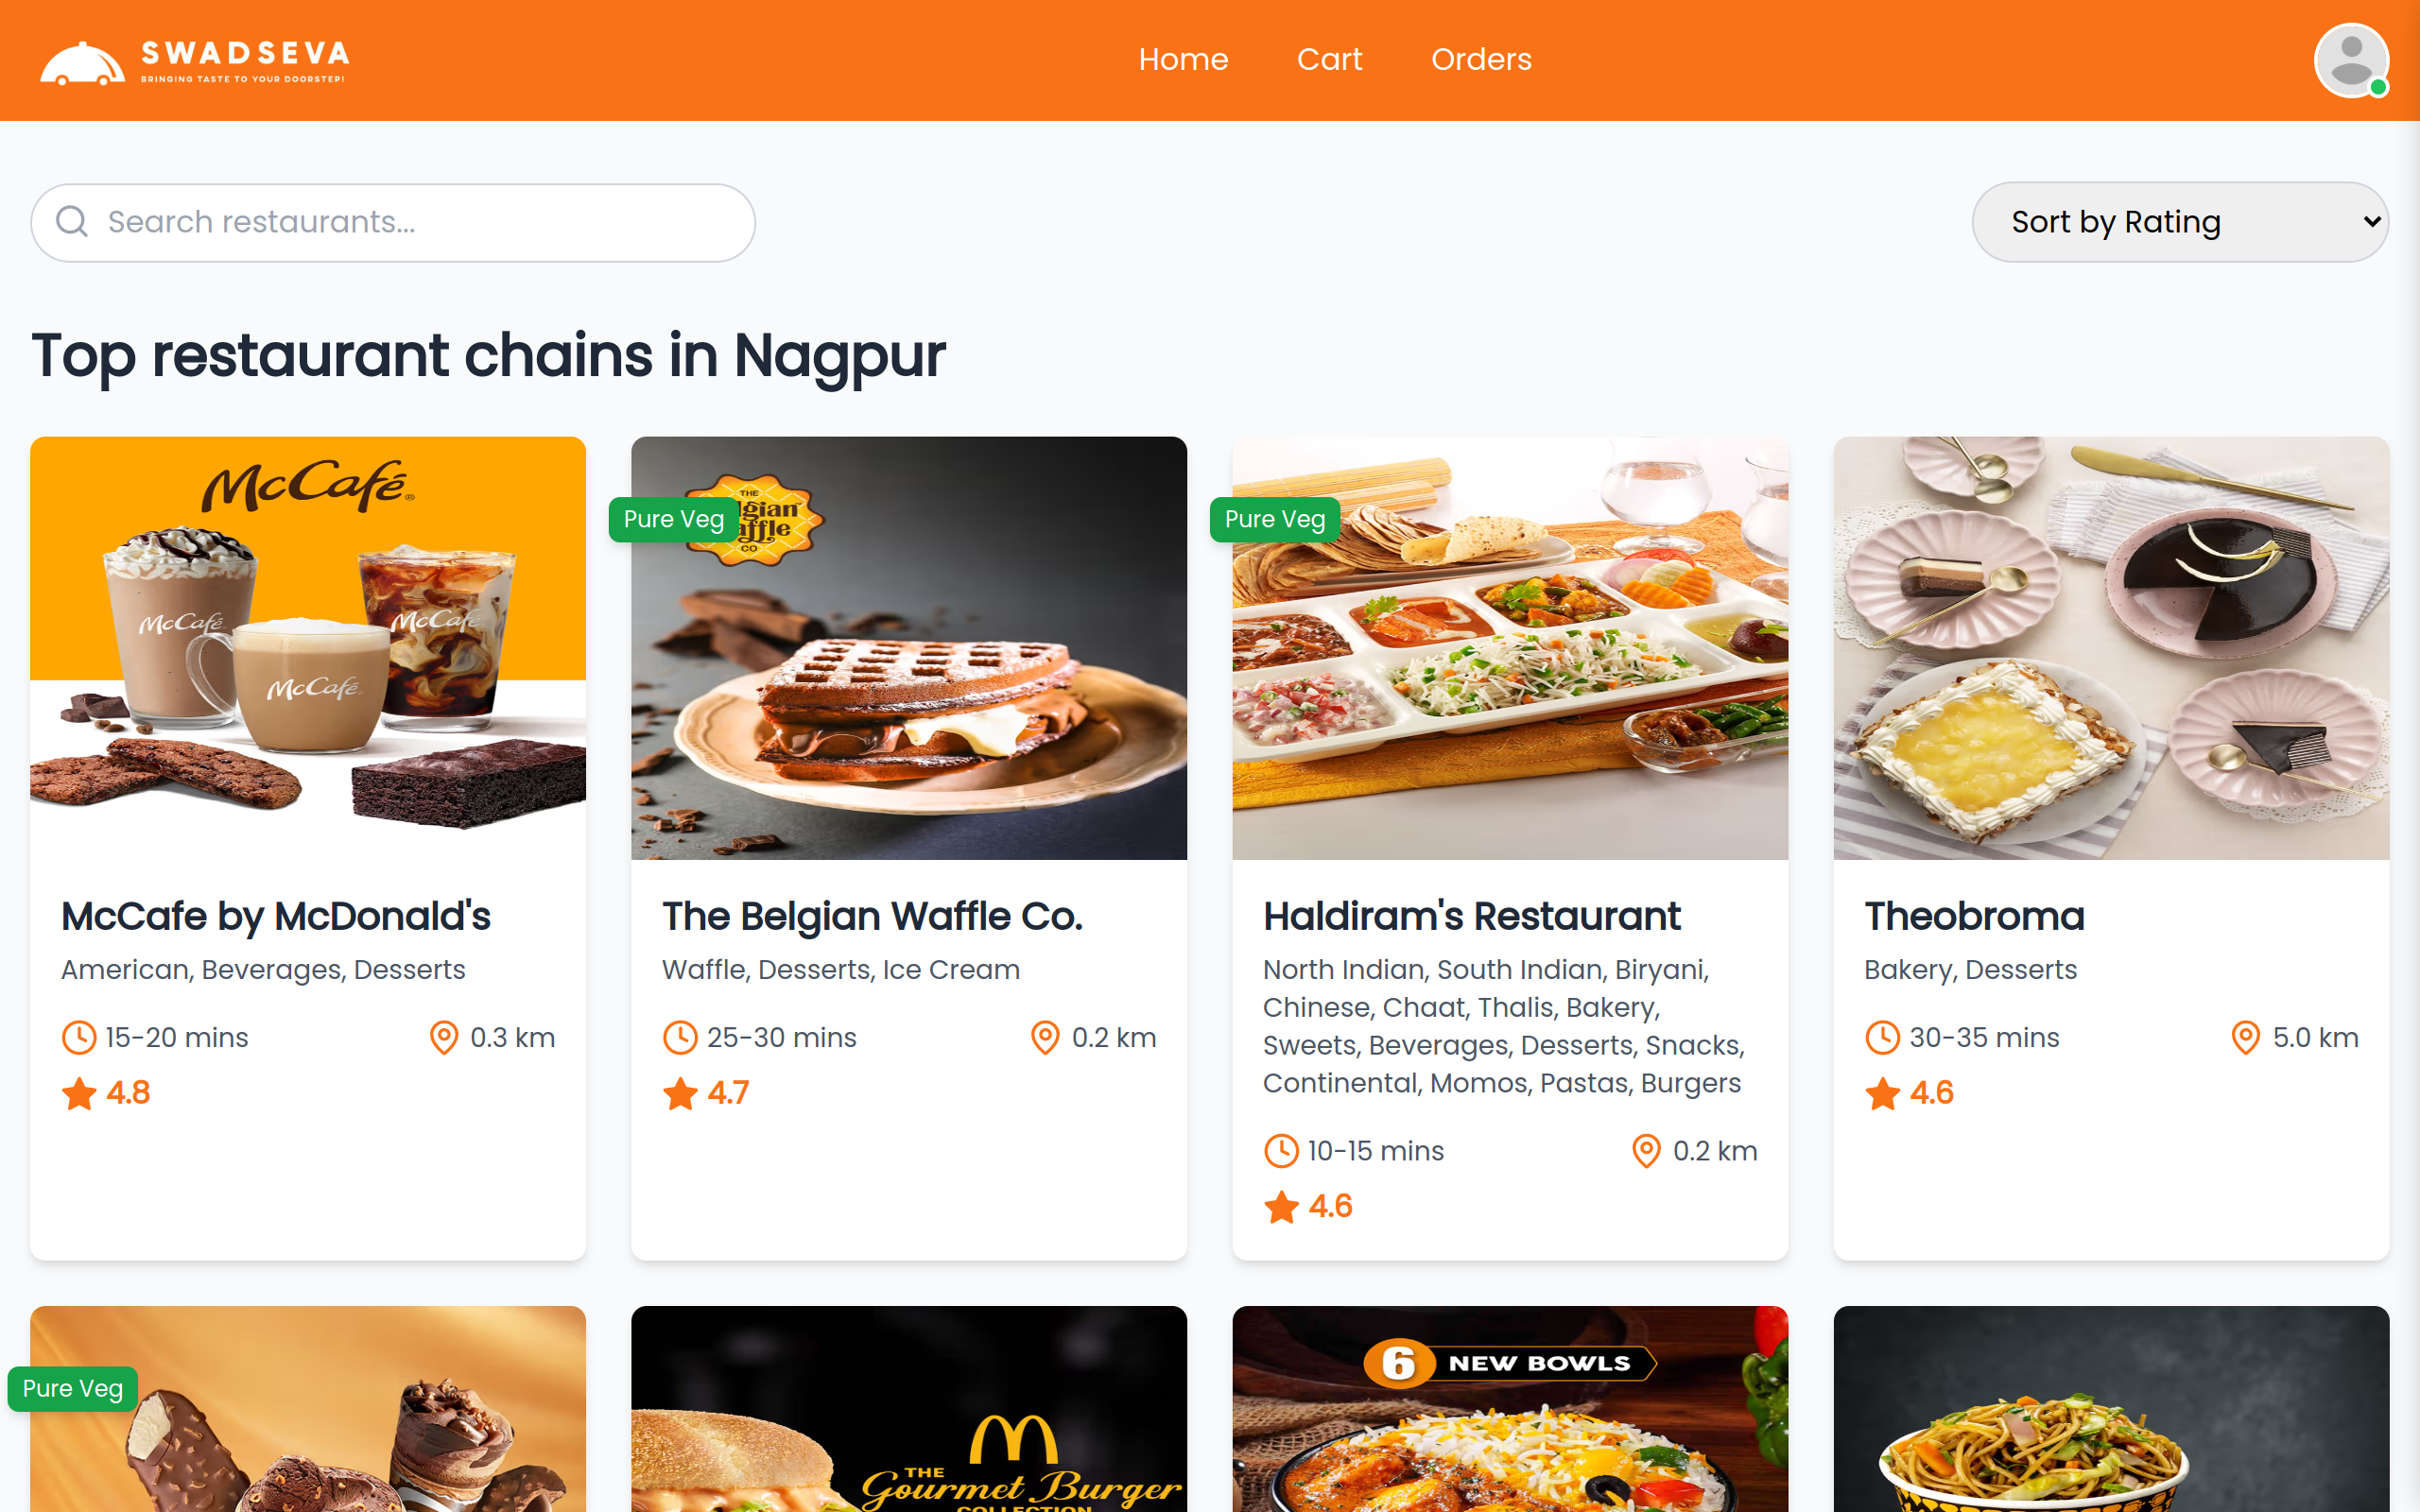 SWADSEVA
BRINGING TASTE TO YOUR DOORSTEP!
Home
Cart
Orders
Search restaurants...
Sort by Rating
Top restaurant chains in Nagpur
McCafé®
McCafé
McCafé
McCafé
McCafe by McDonald's
American, Beverages, Desserts
15-20 mins
0.3 km
4.8
Pure Veg
THE
lgian
affle
CO
The Belgian Waffle Co.
Waffle, Desserts, Ice Cream
25-30 mins
0.2 km
4.7
Pure Veg
Haldiram's Restaurant
North Indian, South Indian, Biryani,
Chinese, Chaat, Thalis, Bakery,
Sweets, Beverages, Desserts, Snacks,
Continental, Momos, Pastas, Burgers
10-15 mins
0.2 km
4.6
Theobroma
Bakery, Desserts
30-35 mins
5.0 km
4.6
Pure Veg
THE
Gourmet Burger
COLLECTION
6 NEW BOWLS